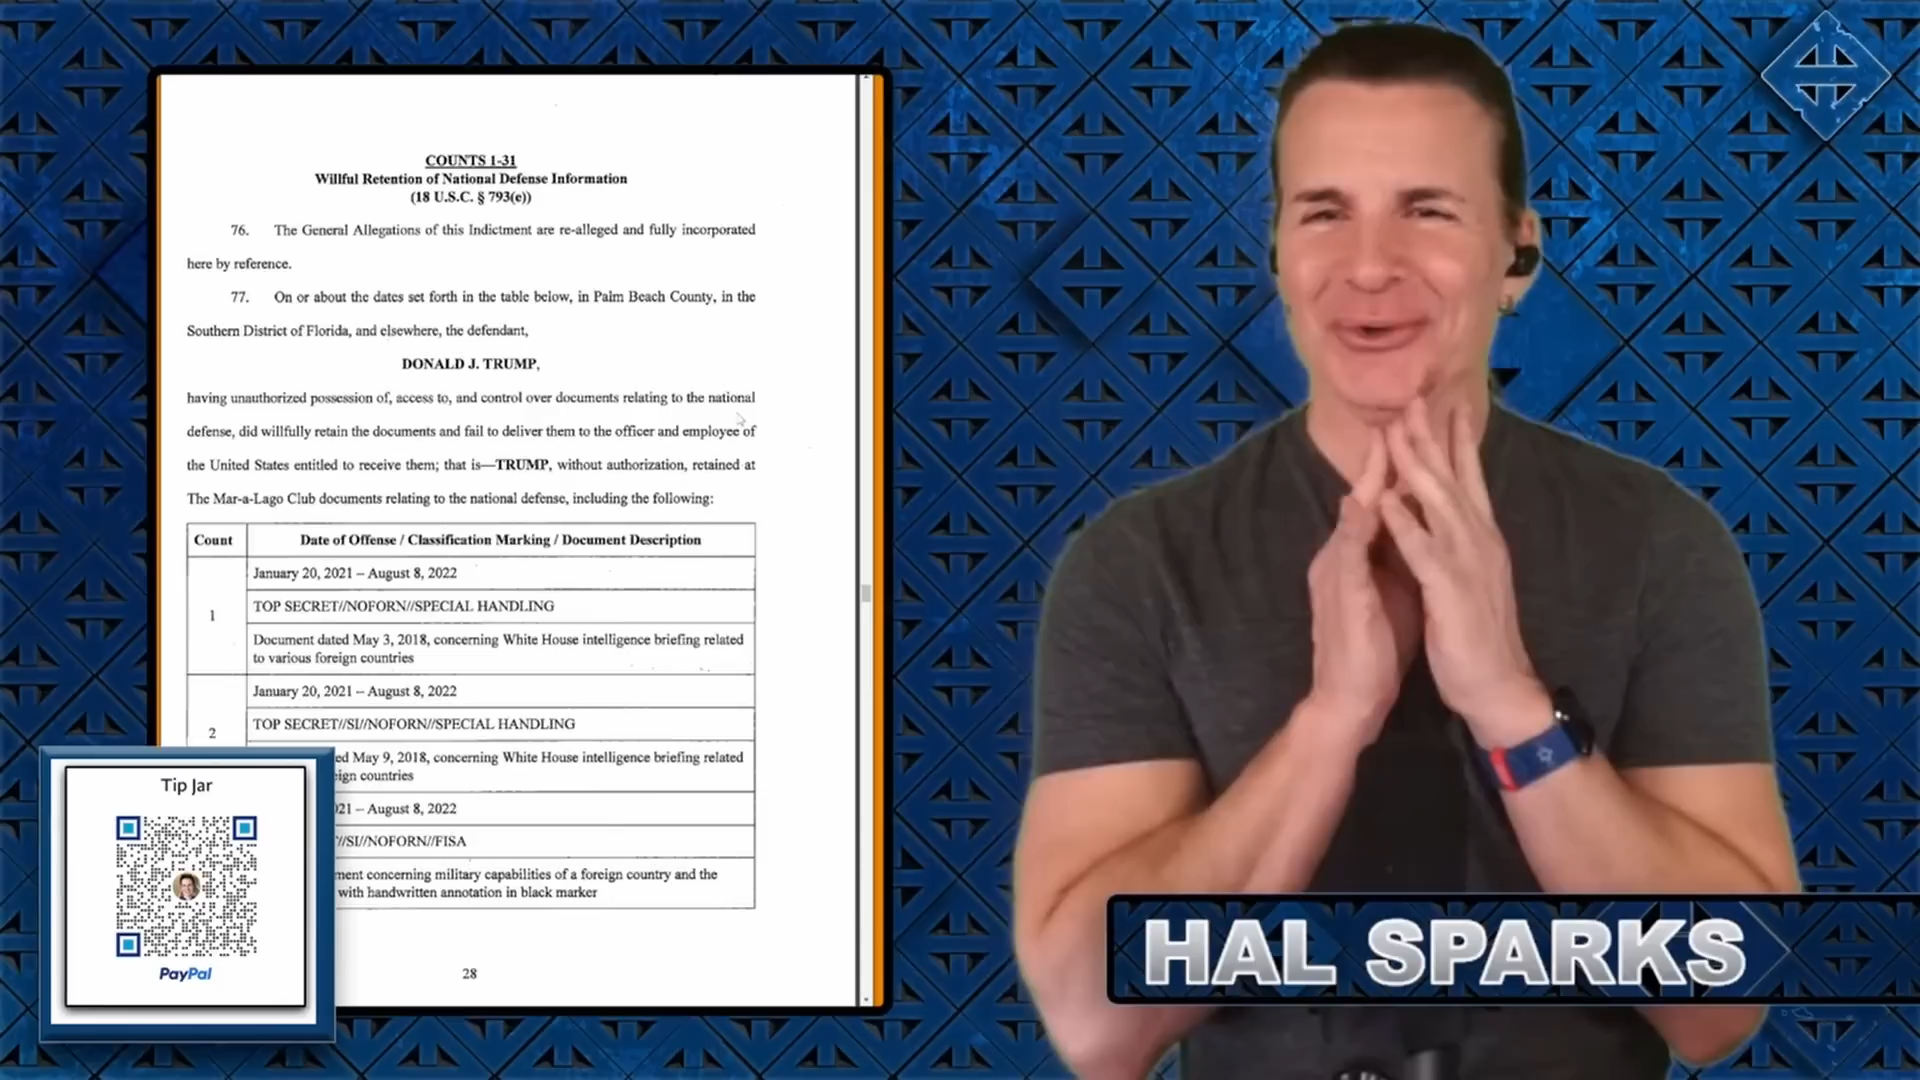 COUNTS 1-31
Willful Retention of National Defense Information
(18 U.S.C. § 793(e))
76. The General Allegations of this Indictment are re-alleged and fully incorporated
here by reference.
77. On or about the dates set forth in the table below, in Palm Beach County, in the
Southern District of Florida, and elsewhere, the defendant,
DONALD J. TRUMP,
having unauthorized possession of, access to, and control over documents relating to the national
defense, did willfully retain the documents and fail to deliver them to the officer and employee of
the United States entitled to receive them; that is—TRUMP, without authorization, retained at
The Mar-a-Lago Club documents relating to the national defense, including the following:
Count Date of Offense / Classification Marking / Document Description
1
January 20, 2021 – August 8, 2022
TOP SECRET//NOFORN//SPECIAL HANDLING
Document dated May 3, 2018, concerning White House intelligence briefing related
to various foreign countries
2
January 20, 2021 – August 8, 2022
TOP SECRET//SI//NOFORN//SPECIAL HANDLING
ed May 9, 2018, concerning White House intelligence briefing related
ign countries
21 – August 8, 2022
//SI//NOFORN//FISA
ment concerning military capabilities of a foreign country and the
with handwritten annotation in black marker
28
Tip Jar
PayPal
HAL SPARKS